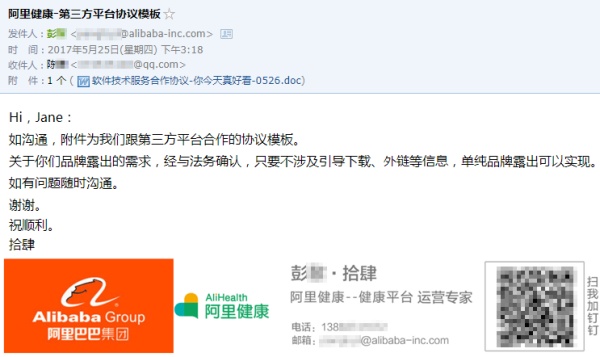 阿里健康-第三方平台协议模板☆
发件人：彭 < @alibaba-inc.com>
时 间：2017年5月25日(星期四) 下午3:18
收件人：陈 < @qq.com>
附 件：1 个 ( 软件技术服务合作协议-你今天真好看-0526.doc)
Hi，Jane：
如沟通，附件为我们跟第三方平台合作的协议模板。
关于你们品牌露出的需求，经与法务确认，只要不涉及引导下载、外链等信息，单纯品牌露出可以实现。
如有问题随时沟通。
谢谢。
祝顺利。
拾肆
Alibaba Group
阿里巴巴集团
AliHealth
阿里健康
彭 · 拾肆
阿里健康--健康平台 运营专家
电话：138
邮箱： @alibaba-inc.com
扫我加钉钉